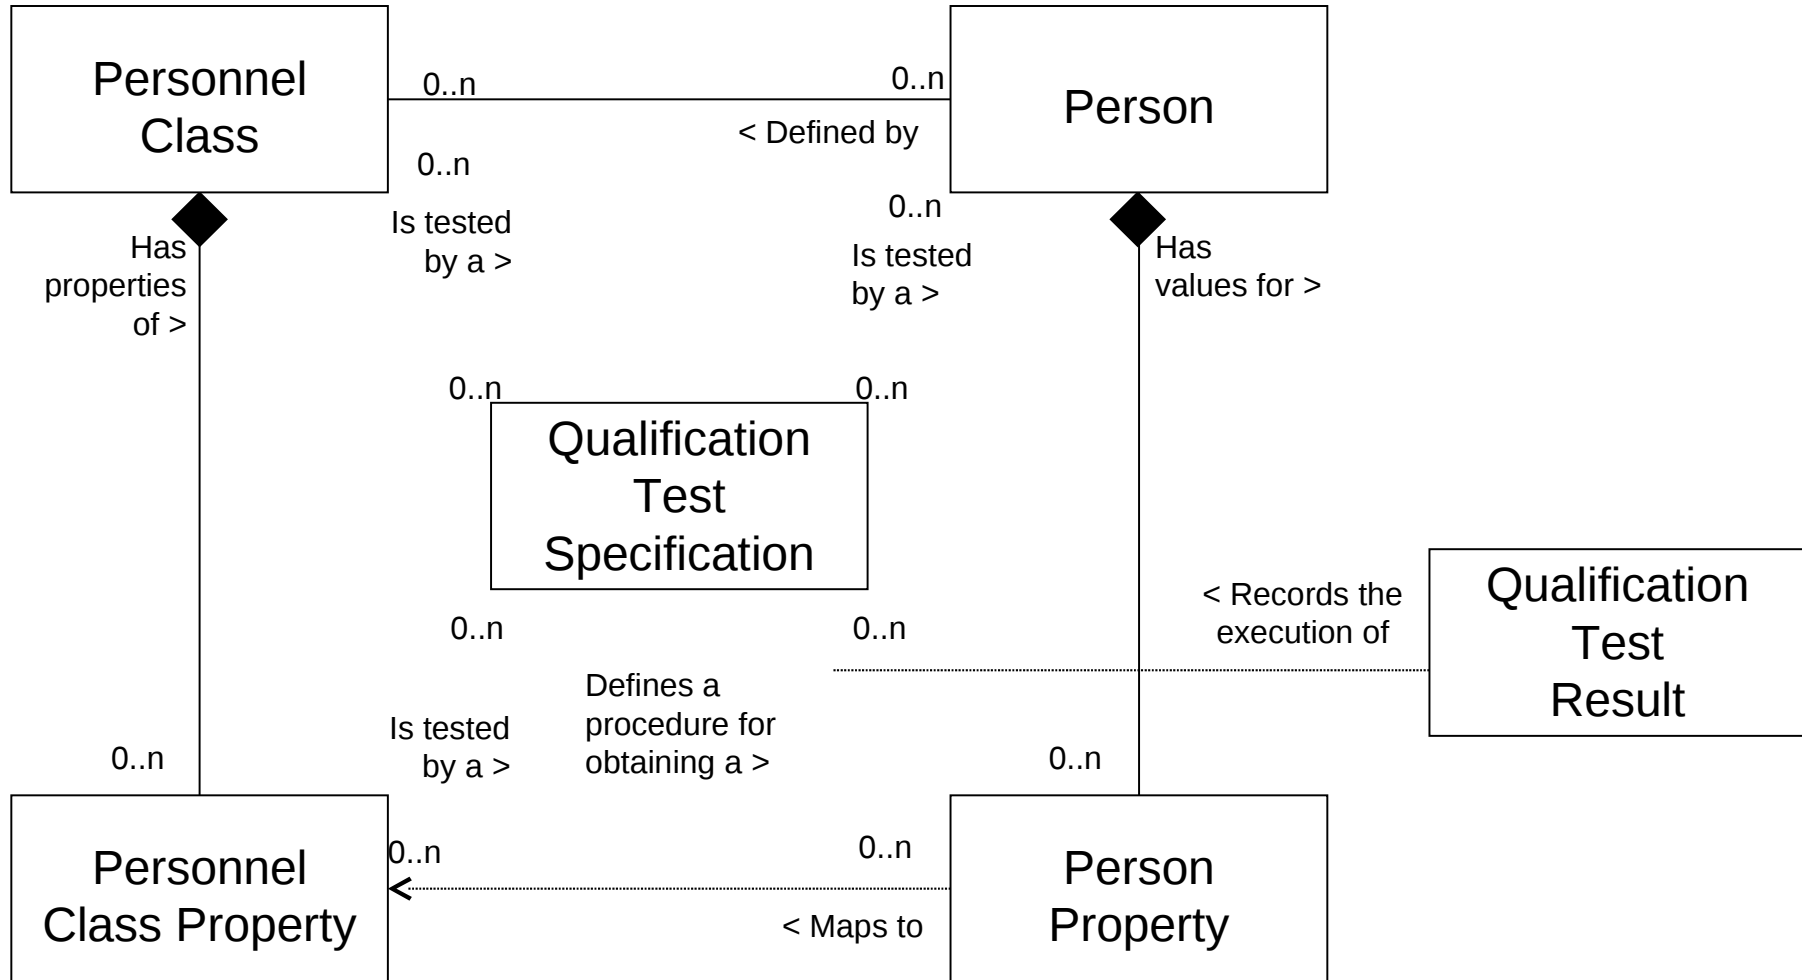 Personnel
Class
0..n
0..n
< Defined by
Person
0..n
Is tested
by a >
0..n
Is tested
by a >
Has
properties
of >
Has
values for >
0..n
0..n
Qualification
Test
Specification
0..n
0..n
< Records the
execution of
Qualification
Test
Result
Defines a
procedure for
obtaining a >
Is tested
by a >
0..n
0..n
Personnel
Class Property
0..n
0..n
< Maps to
Person
Property